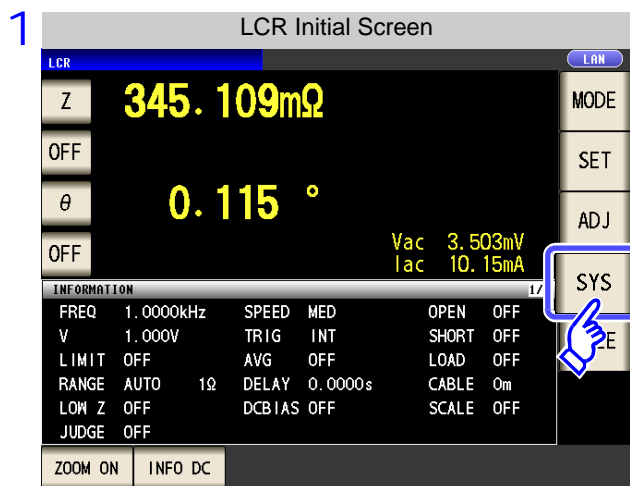 1
LCR Initial Screen
LCR
LAN
Z 345.109mΩ
MODE
OFF
SET
θ 0.115 °
ADJ
OFF
Vac 3.503mV
Iac 10.15mA
SYS
INFORMATION 1/
FREQ 1.0000kHz SPEED MED OPEN OFF
V 1.000V TRIG INT SHORT OFF
LIMIT OFF AVG OFF LOAD OFF
RANGE AUTO 1Ω DELAY 0.0000s CABLE 0m
LOW Z OFF DCBIAS OFF SCALE OFF
JUDGE OFF
ZOOM ON INFO DC